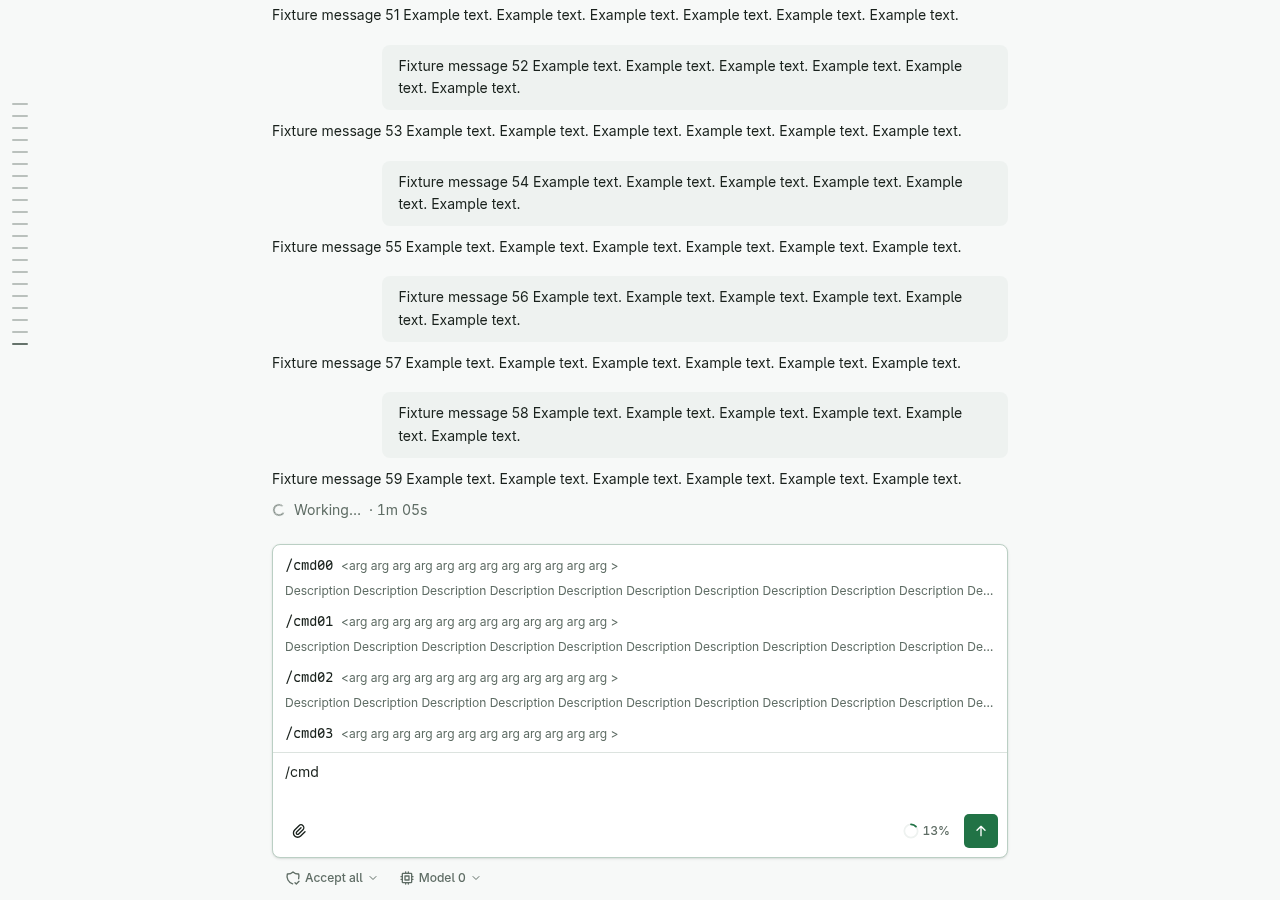 Fixture message 51 Example text. Example text. Example text. Example text. Example text. Example text.
Fixture message 52 Example text. Example text. Example text. Example text. Example
text. Example text.
Fixture message 53 Example text. Example text. Example text. Example text. Example text. Example text.
Fixture message 54 Example text. Example text. Example text. Example text. Example
text. Example text.
Fixture message 55 Example text. Example text. Example text. Example text. Example text. Example text.
Fixture message 56 Example text. Example text. Example text. Example text. Example
text. Example text.
Fixture message 57 Example text. Example text. Example text. Example text. Example text. Example text.
Fixture message 58 Example text. Example text. Example text. Example text. Example
text. Example text.
Fixture message 59 Example text. Example text. Example text. Example text. Example text. Example text.
Working... · 1m 05s
/cmd00 <arg arg arg arg arg arg arg arg arg arg arg arg >
Description Description Description Description Description Description Description Description Description Description De...
/cmd01 <arg arg arg arg arg arg arg arg arg arg arg arg >
Description Description Description Description Description Description Description Description Description Description De...
/cmd02 <arg arg arg arg arg arg arg arg arg arg arg arg >
Description Description Description Description Description Description Description Description Description Description De...
/cmd03 <arg arg arg arg arg arg arg arg arg arg arg arg >
/cmd
13%
Accept all Model 0